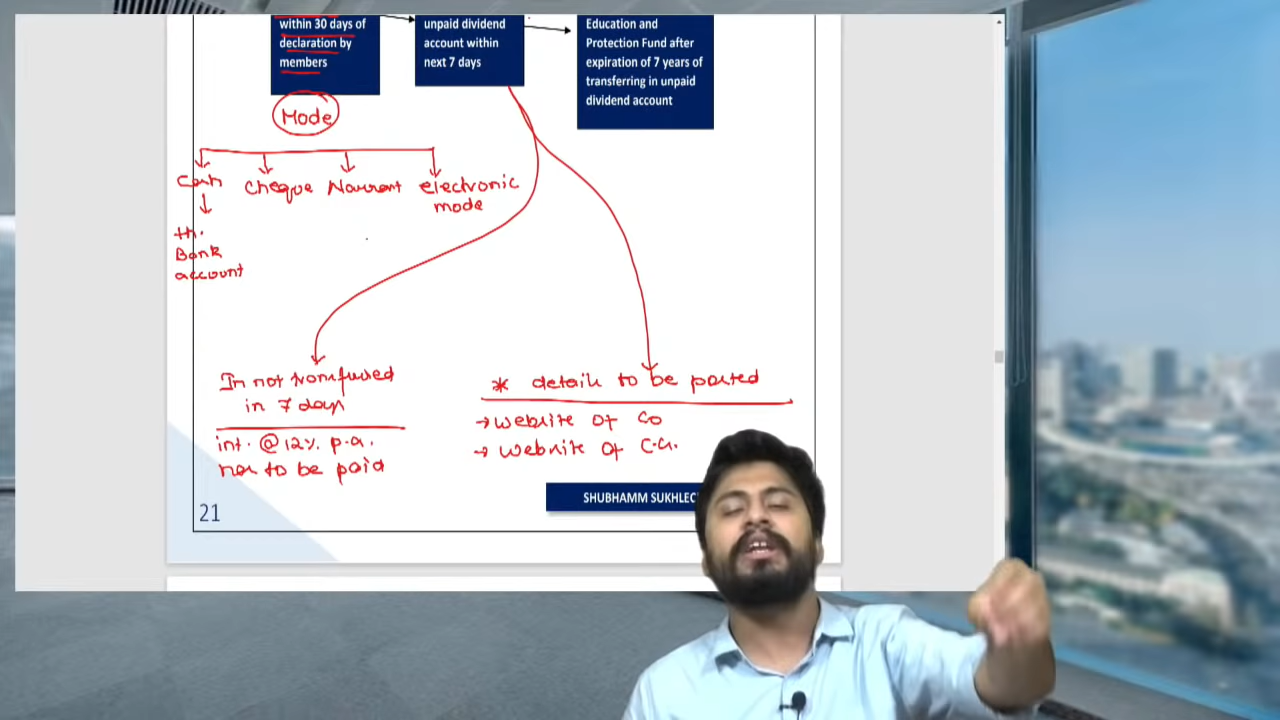 within 30 days of
declaration by
members
unpaid dividend
account within
next 7 days
Education and
Protection Fund after
expiration of 7 years of
transferring in unpaid
dividend account
Mode
Cash
Cheque
Warrant
electronic
mode
th.
Bank
account
In not transferred
in 7 days
int. @ 12% p.a.
to be paid
* details to be posted
→ website of Co
→ website of C.G.
SHUBHAMM SUKHLEC
21